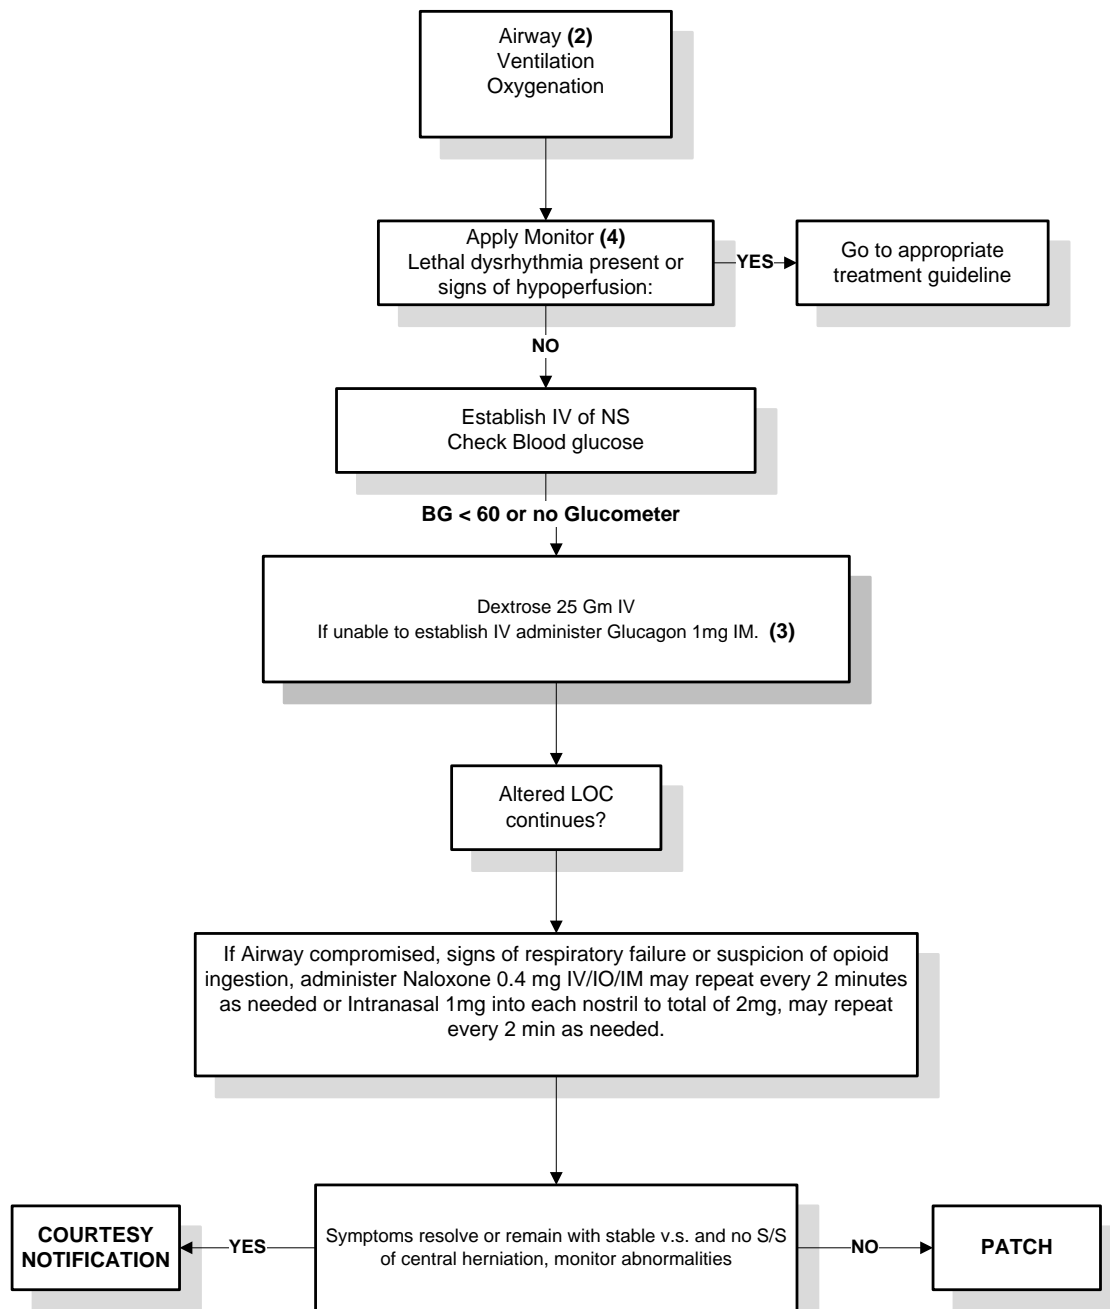 Airway (2)
Ventilation
Oxygenation
Apply Monitor (4)
Lethal dysrhythmia present or
signs of hypoperfusion:
YES
Go to appropriate
treatment guideline
NO
Establish IV of NS
Check Blood glucose
BG < 60 or no Glucometer
Dextrose 25 Gm IV
If unable to establish IV administer Glucagon 1mg IM. (3)
Altered LOC
continues?
If Airway compromised, signs of respiratory failure or suspicion of opioid
ingestion, administer Naloxone 0.4 mg IV/IO/IM may repeat every 2 minutes
as needed or Intranasal 1mg into each nostril to total of 2mg, may repeat
every 2 min as needed.
COURTESY
NOTIFICATION
YES
Symptoms resolve or remain with stable v.s. and no S/S
of central herniation, monitor abnormalities
NO
PATCH